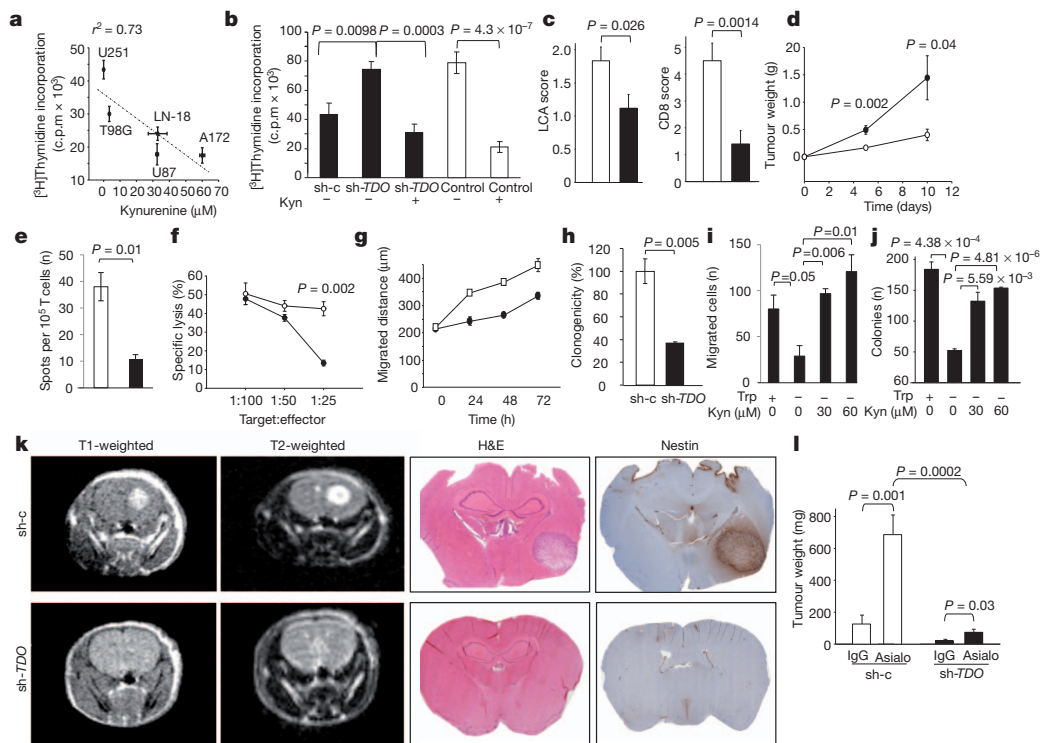 a
r² = 0.73
[³H]Thymidine incorporation
(c.p.m × 10³)
50
40
30
20
10
U251
T98G
LN-18
U87
A172
0 10 20 30 40 50 60 70
Kynurenine (µM)
b
P = 0.0098 P = 0.0003 P = 4.3 × 10⁻⁷
[³H]Thymidine incorporation
(c.p.m × 10³)
100
80
60
40
20
0
sh-c sh-TDO sh-TDO Control Control
Kyn − − + − +
c
P = 0.026
LCA score
3
2
1
0
P = 0.0014
CD8 score
6
5
4
3
2
1
0
d
P = 0.04
P = 0.002
Tumour weight (g)
2.0
1.5
1.0
0.5
0
0 2 4 6 8 10 12
Time (days)
e
P = 0.01
Spots per 10⁵ T cells (n)
50
40
30
20
10
0
f
P = 0.002
Specific lysis (%)
70
60
50
40
30
20
10
0
1:100 1:50 1:25
Target:effector
g
Migrated distance (µm)
400
200
0
0 24 48 72
Time (h)
h
P = 0.005
Clonogenicity (%)
120
100
80
60
40
20
0
sh-c sh-TDO
i
P =0.01
P =0.006
P =0.05
Migrated cells (n)
150
100
50
0
Trp + − − −
Kyn (µM) 0 0 30 60
j
P = 4.38 × 10⁻⁴
P = 4.81 × 10⁻⁶
P = 5.59 × 10⁻³
Colonies (n)
200
150
100
50
60
Trp + − − −
Kyn (µM) 0 0 30 60
k
T1-weighted T2-weighted H&E Nestin
sh-c
sh-TDO
l
P = 0.0002
P = 0.001
P = 0.03
Tumour weight (mg)
800
600
400
200
0
IgG Asialo IgG Asialo
sh-c sh-TDO